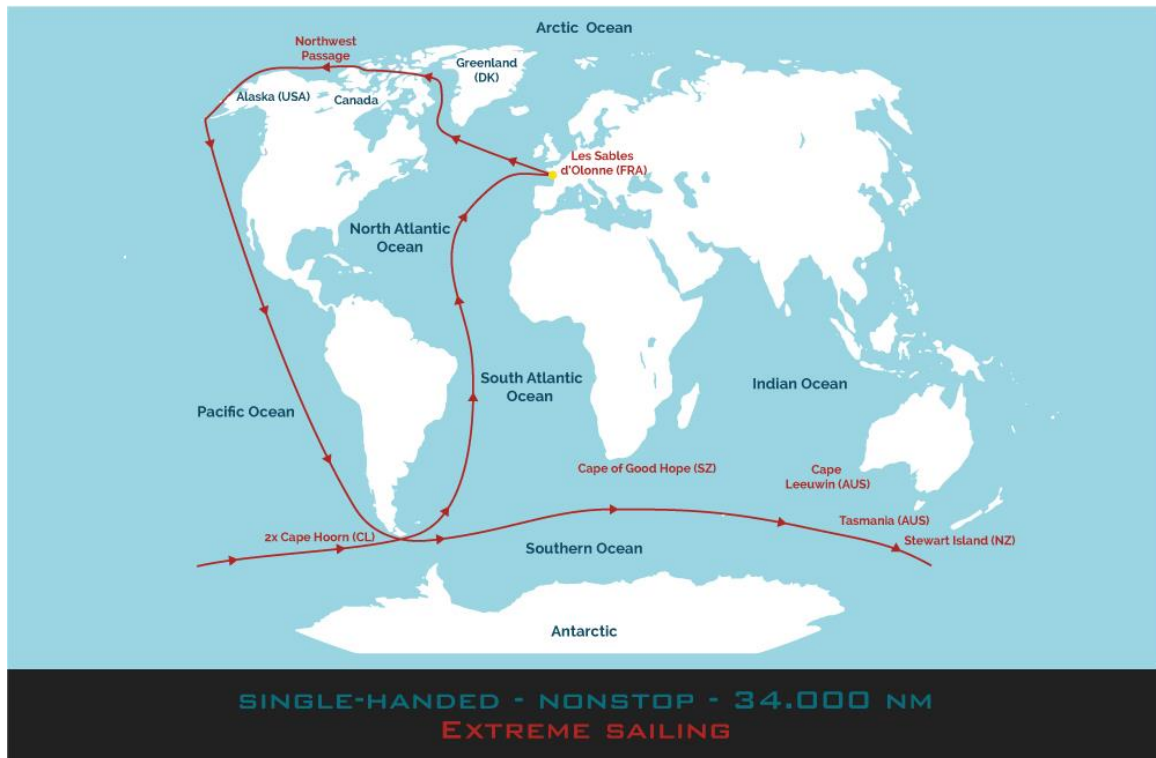 Arctic Ocean
Northwest
Passage
Greenland
(DK)
Alaska (USA)
Canada
Les Sables
d'Olonne (FRA)
North Atlantic
Ocean
South Atlantic
Ocean
Indian Ocean
Pacific Ocean
Cape of Good Hope (SZ)
Cape
Leeuwin (AUS)
Tasmania (AUS)
2x Cape Hoorn (CL)
Stewart Island (NZ)
Southern Ocean
Antarctic
SINGLE-HANDED - NONSTOP - 34.000 NM
EXTREME SAILING